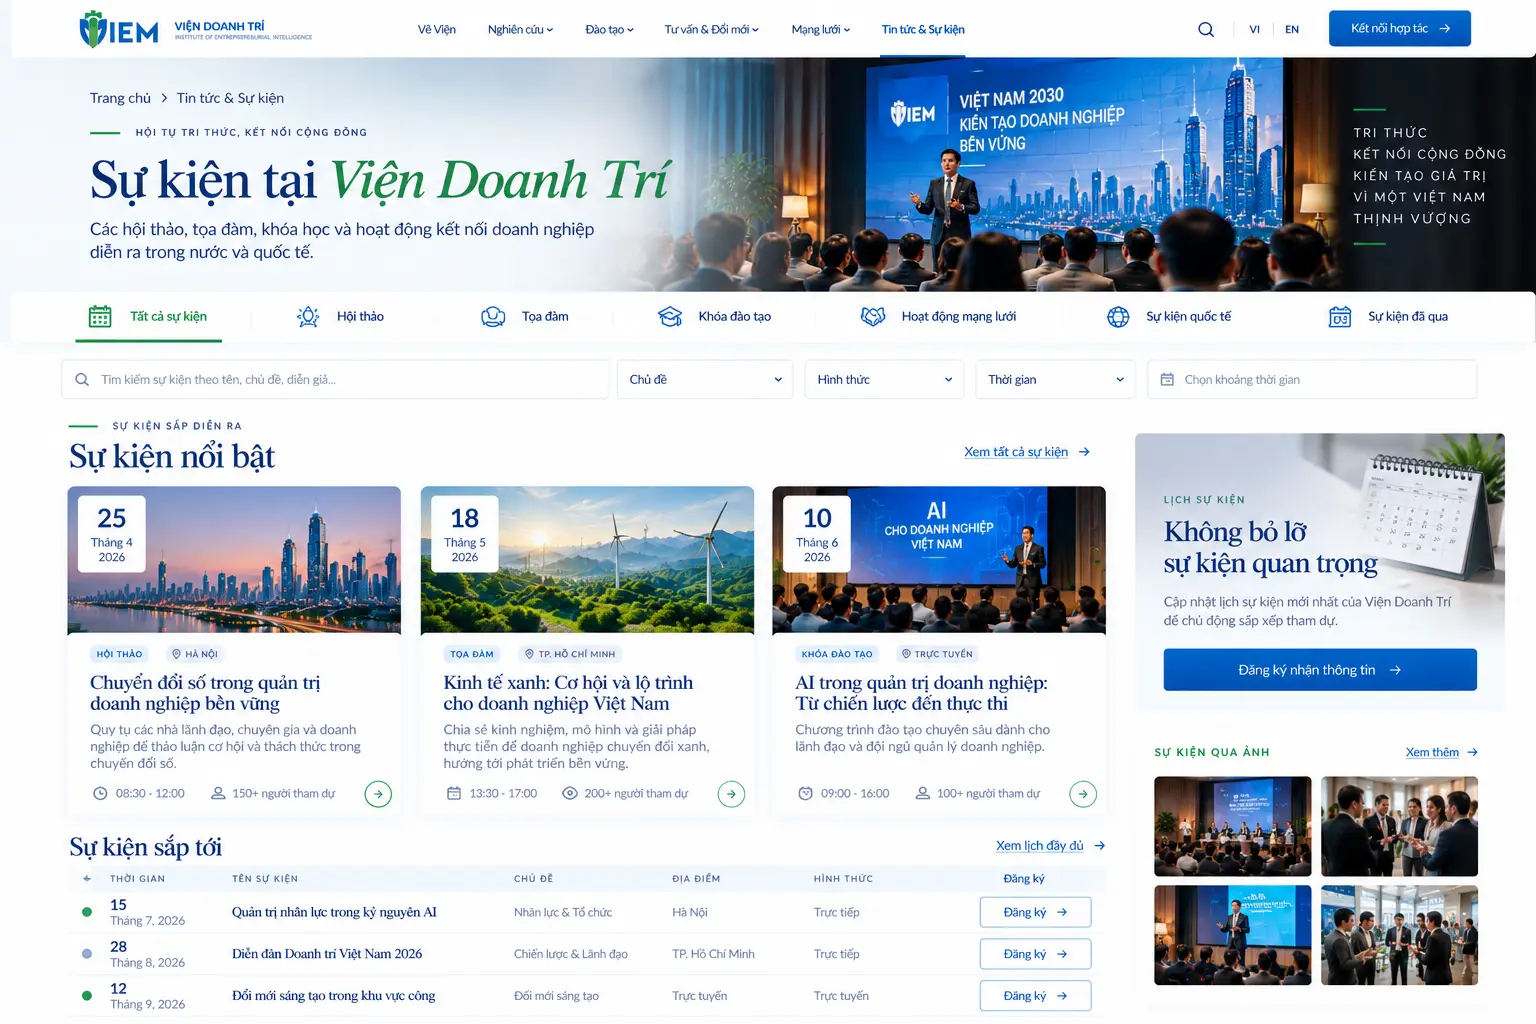 VIEM
VIỆN DOANH TRÍ
INSTITUTE OF ENTREPRESURIAL INTELLIGENCE
Về Viện
Nghiên cứu
Đào tạo
Tư vấn & Đổi mới
Mạng lưới
Tin tức & Sự kiện
VI
EN
Kết nối hợp tác
Trang chủ > Tin tức & Sự kiện
HỘI TỤ TRI THỨC, KẾT NỐI CỘNG ĐỒNG
Sự kiện tại Viện Doanh Trí
Các hội thảo, tọa đàm, khóa học và hoạt động kết nối doanh nghiệp
diễn ra trong nước và quốc tế.
VIEM
VIỆT NAM 2030
KIẾN TẠO DOANH NGHIỆP
BỀN VỮNG
TRI THỨC
KẾT NỐI CỘNG ĐỒNG
KIẾN TẠO GIÁ TRỊ
VÌ MỘT VIỆT NAM
THỊNH VƯỢNG
Tất cả sự kiện
Hội thảo
Tọa đàm
Khóa đào tạo
Hoạt động mạng lưới
Sự kiện quốc tế
Sự kiện đã qua
Tìm kiếm sự kiện theo tên, chủ đề, diễn giả...
Chủ đề
Hình thức
Thời gian
Chọn khoảng thời gian
SỰ KIỆN SẮP DIỄN RA
Sự kiện nổi bật
Xem tất cả sự kiện
25
Tháng 4
2026
HỘI THẢO
HÀ NỘI
Chuyển đổi số trong quản trị
doanh nghiệp bền vững
Quy tụ các nhà lãnh đạo, chuyên gia và doanh
nghiệp để thảo luận cơ hội và thách thức trong
chuyển đổi số.
08:30 - 12:00
150+ người tham dự
18
Tháng 5
2026
TỌA ĐÀM
TP. HỒ CHÍ MINH
Kinh tế xanh: Cơ hội và lộ trình
cho doanh nghiệp Việt Nam
Chia sẻ kinh nghiệm, mô hình và giải pháp
thực tiễn để doanh nghiệp chuyển đổi xanh,
hướng tới phát triển bền vững.
13:30 - 17:00
200+ người tham dự
10
Tháng 6
2026
AI
CHO DOANH NGHIỆP
VIỆT NAM
KHÓA ĐÀO TẠO
TRỰC TUYẾN
AI trong quản trị doanh nghiệp:
Từ chiến lược đến thực thi
Chương trình đào tạo chuyên sâu dành cho
lãnh đạo và đội ngũ quản lý doanh nghiệp.
09:00 - 16:00
100+ người tham dự
LỊCH SỰ KIỆN
Không bỏ lỡ
sự kiện quan trọng
Cập nhật lịch sự kiện mới nhất của Viện Doanh Trí
để chủ động sắp xếp tham dự.
Đăng ký nhận thông tin
SỰ KIỆN QUA ẢNH
Xem thêm
Sự kiện sắp tới
Xem lịch đầy đủ
THỜI GIAN
TÊN SỰ KIỆN
CHỦ ĐỀ
ĐỊA ĐIỂM
HÌNH THỨC
Đăng ký
15
Tháng 7, 2026
Quản trị nhân lực trong kỷ nguyên AI
Nhân lực & Tổ chức
Hà Nội
Trực tiếp
Đăng ký
28
Tháng 8, 2026
Diễn đàn Doanh trí Việt Nam 2026
Chiến lược & Lãnh đạo
TP. Hồ Chí Minh
Trực tiếp
Đăng ký
12
Tháng 9, 2026
Đổi mới sáng tạo trong khu vực công
Đổi mới sáng tạo
Trực tuyến
Trực tuyến
Đăng ký